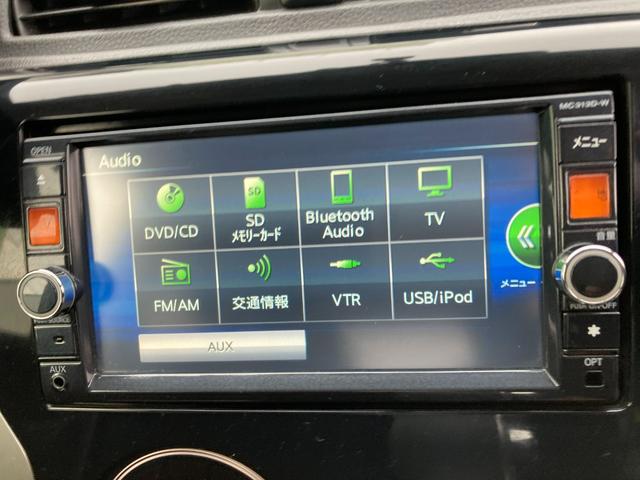 MC313D-W
OPEN
メニュー
Audio
DVD/CD
SD
SD
メモリーカード
Bluetooth
Audio
TV
FM/AM
交通情報
VTR
USB/iPod
メニュー
AUX
音量
PUSH ON-OFF
AUX
OPT